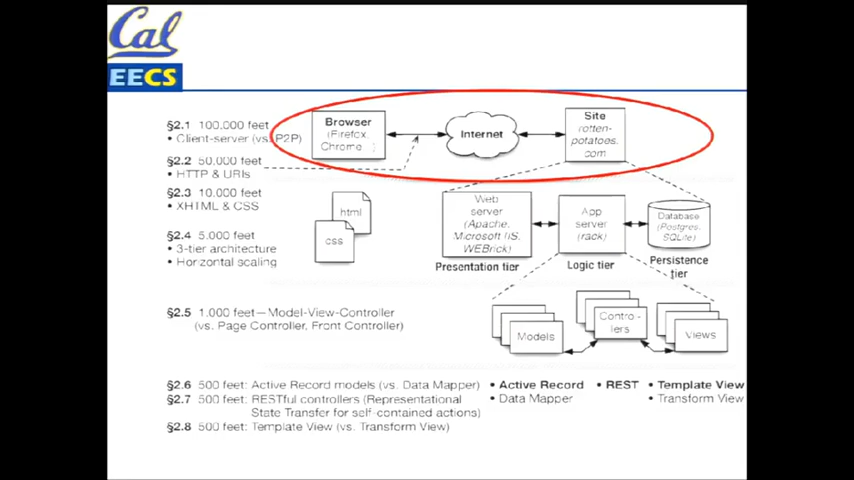 Cal
EECS
§2.1 100,000 feet
• Client-server (vs. P2P)
§2.2 50,000 feet
• HTTP & URIs
§2.3 10,000 feet
• XHTML & CSS
§2.4 5,000 feet
• 3-tier architecture
• Horizontal scaling
Browser
(Firefox,
Chrome...)
Internet
Site
rotten-
potatoes.
com
html
css
Web
server
(Apache,
Microsoft IIS,
WEBrick)
Presentation tier
App
server
(rack)
Logic tier
Database
(Postgres,
SQLite)
Persistence
tier
§2.5 1,000 feet—Model-View-Controller
(vs. Page Controller, Front Controller)
Models
Control-
lers
Views
§2.6 500 feet: Active Record models (vs. Data Mapper)
§2.7 500 feet: RESTful controllers (Representational
State Transfer for self-contained actions)
§2.8 500 feet: Template View (vs. Transform View)
• Active Record
• Data Mapper
• REST
• Template View
• Transform View